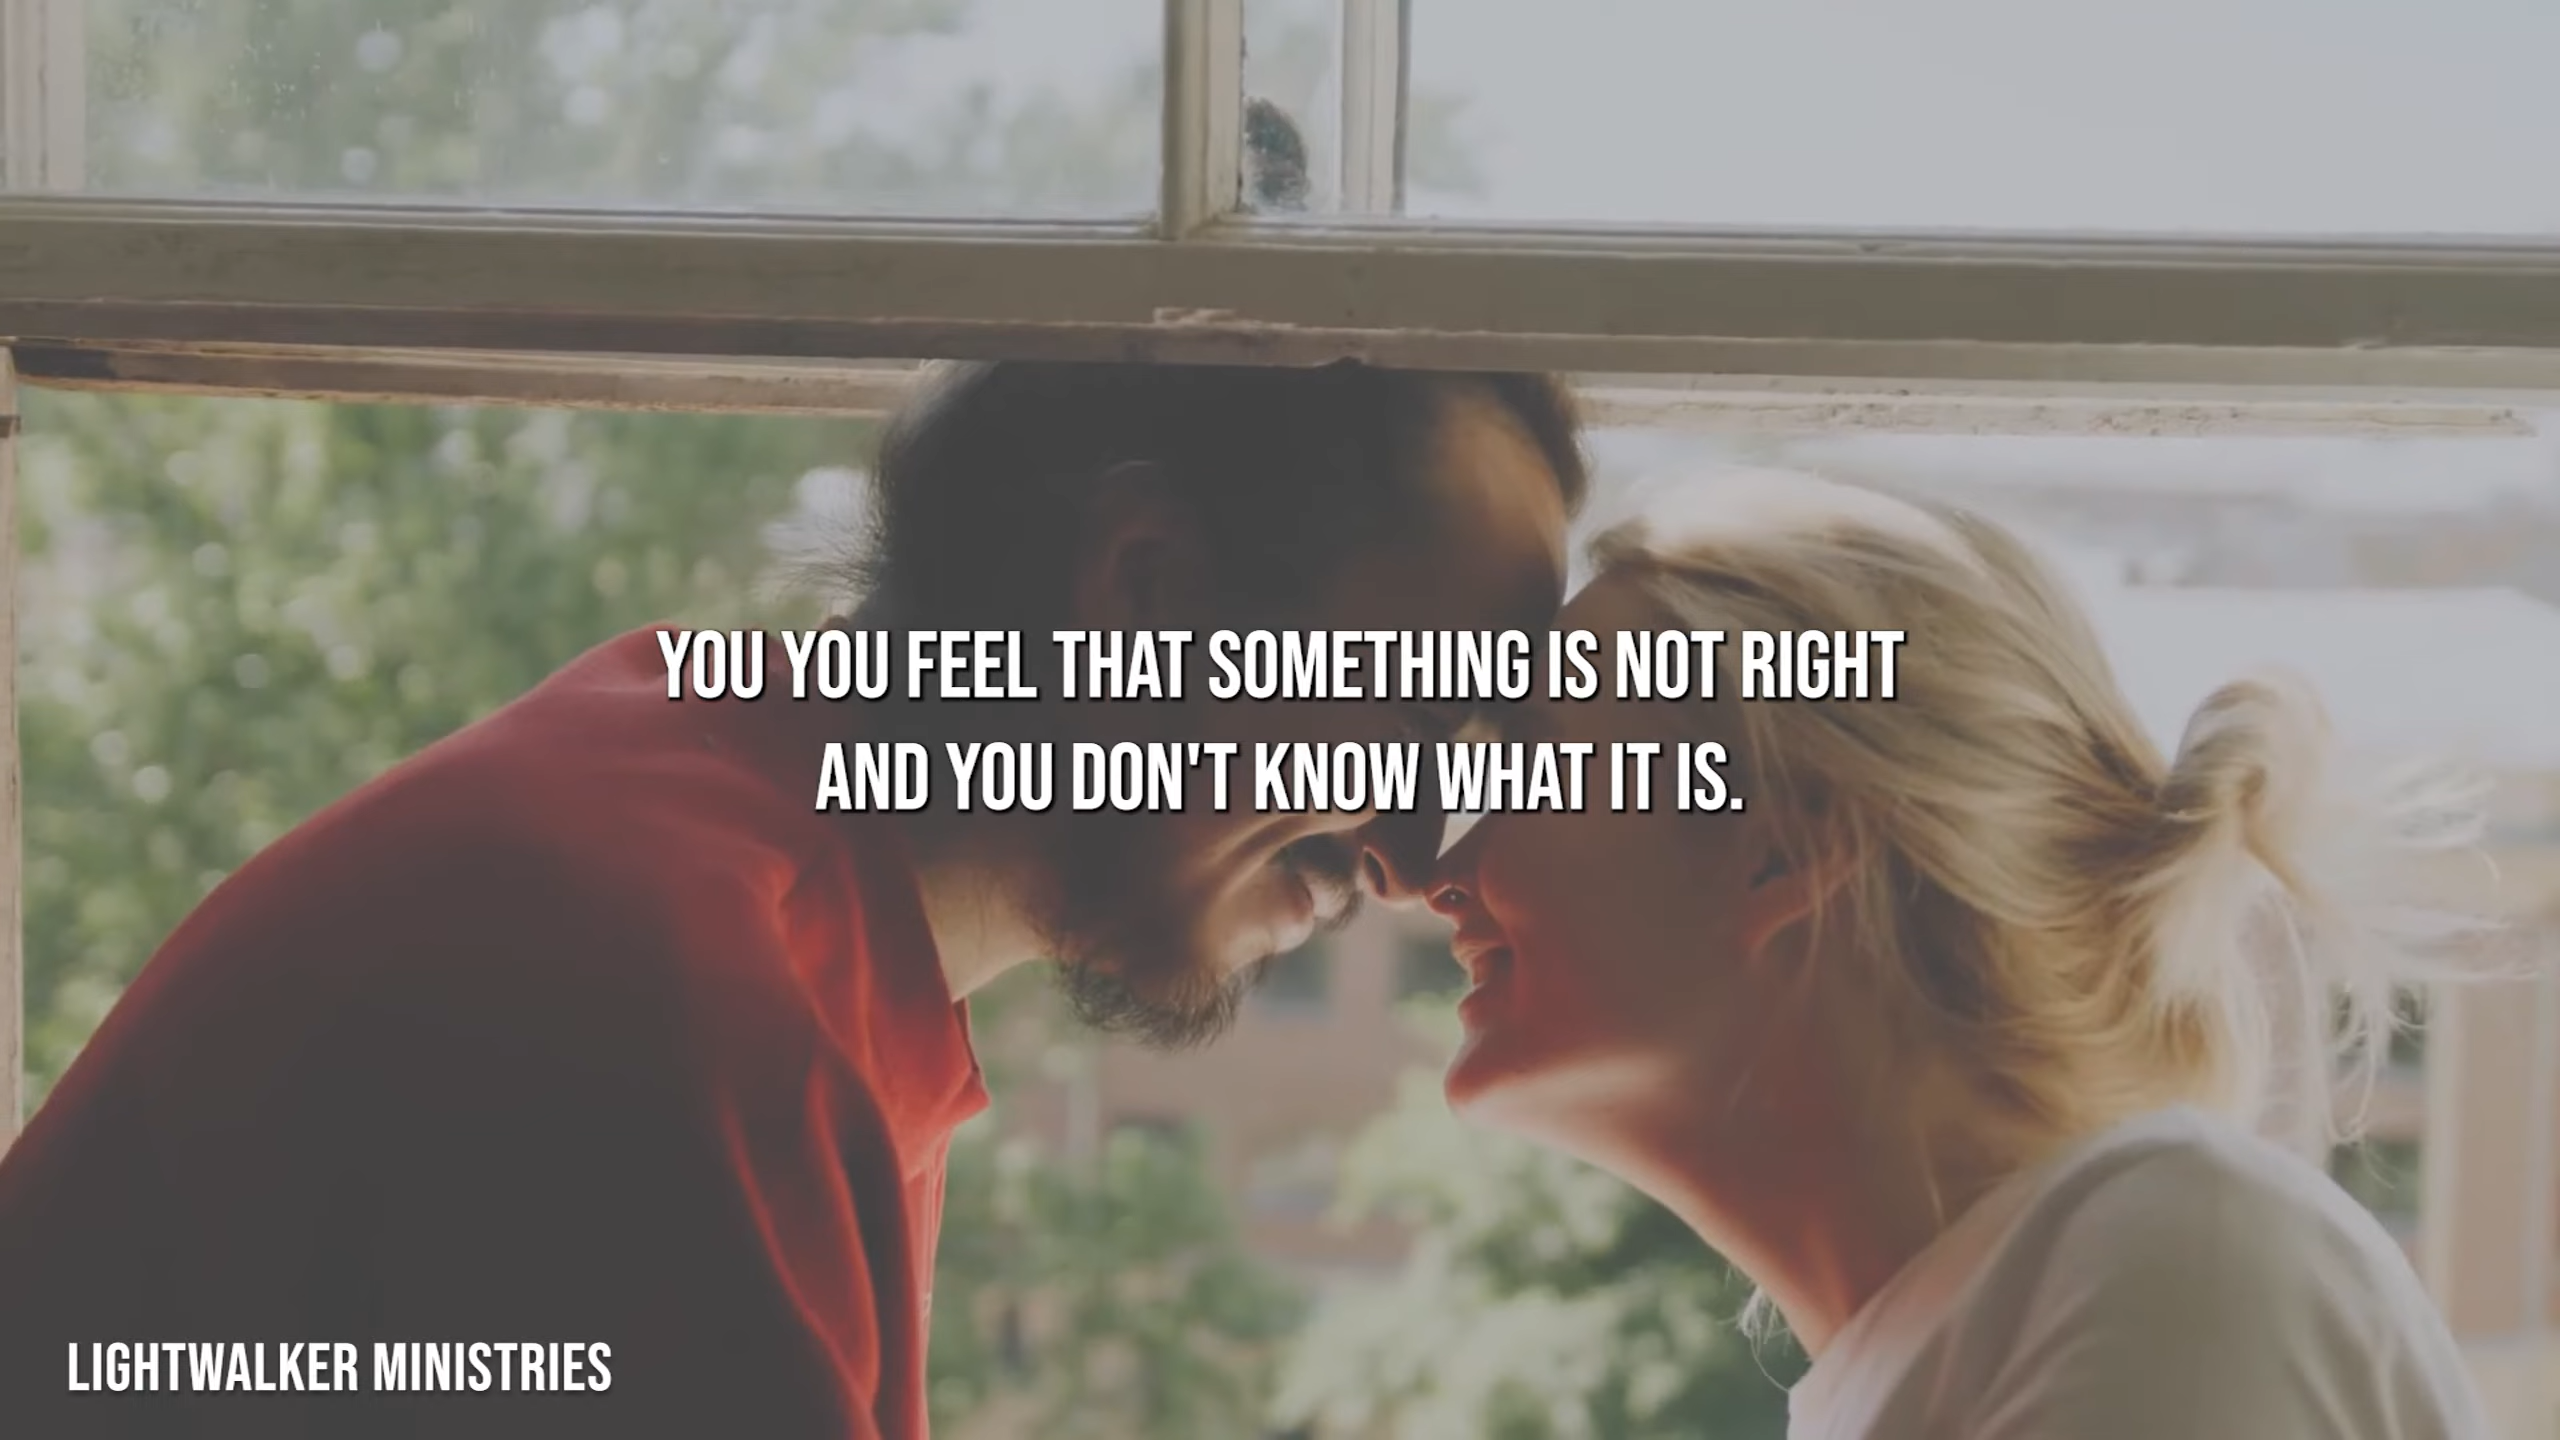 YOU YOU FEEL THAT SOMETHING IS NOT RIGHT
AND YOU DON'T KNOW WHAT IT IS.
LIGHTWALKER MINISTRIES